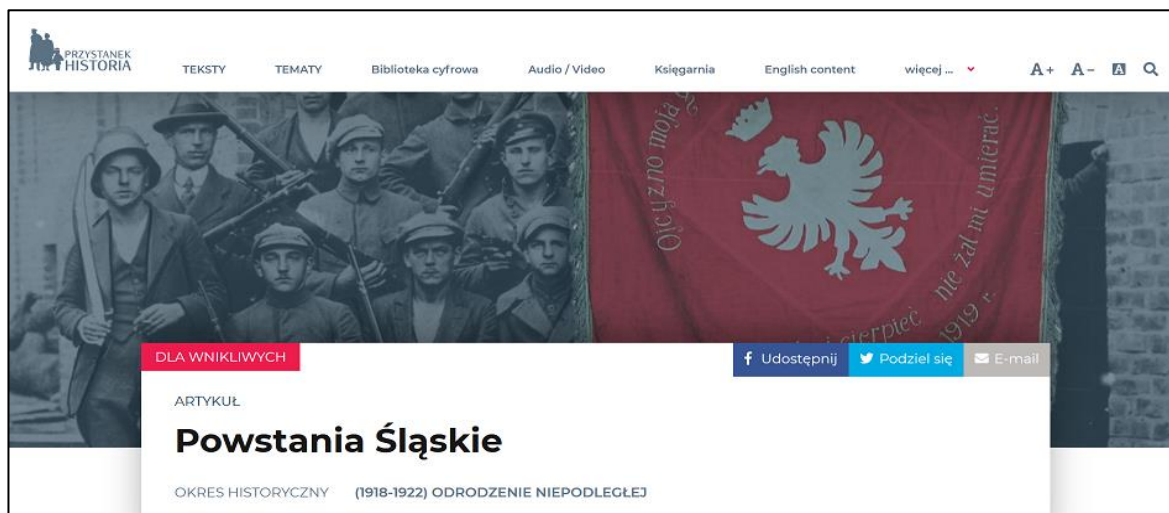 PRZYSTANEK
HISTORIA
TEKSTY TEMATY Biblioteka cyfrowa Audio / Video Księgarnia English content więcej ... A+ A- A
Ojczyzno moja
nie żal mi umierać.
cierpieć
1919 r.
DLA WNIKLIWYCH
Udostępnij Podziel się E-mail
ARTYKUŁ
Powstania Śląskie
OKRES HISTORYCZNY (1918-1922) ODRODZENIE NIEPODLEGŁEJ